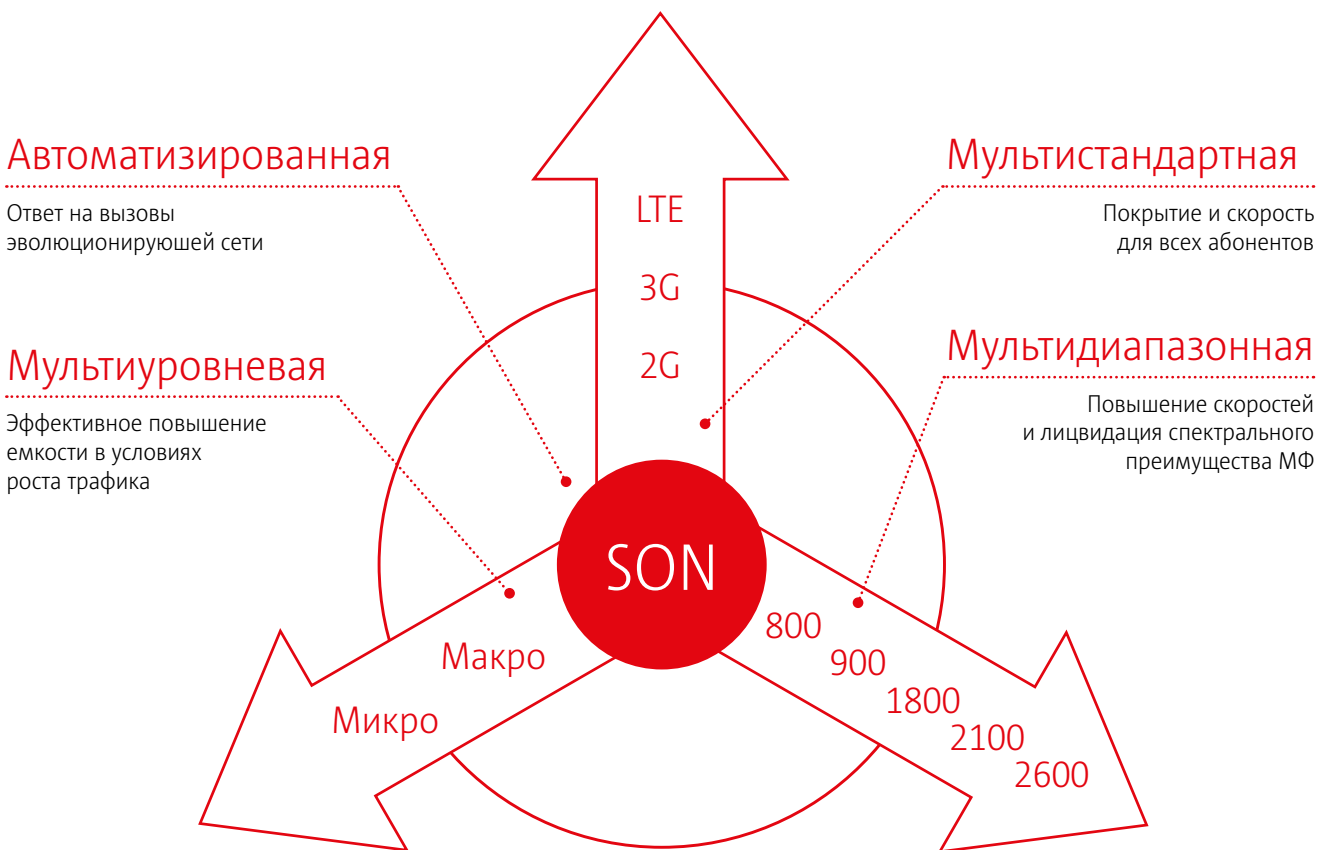 Автоматизированная
Ответ на вызовы
эволюционируюшей сети
Мультиуровневая
Эффективное повышение
емкости в условиях
роста трафика
LTE
3G
2G
Мультистандартная
Покрытие и скорость
для всех абонентов
Мультидиапазонная
Повышение скоростей
и лицвидация спектрального
преимущества МФ
SON
Макро
Микро
800
900
1800
2100
2600